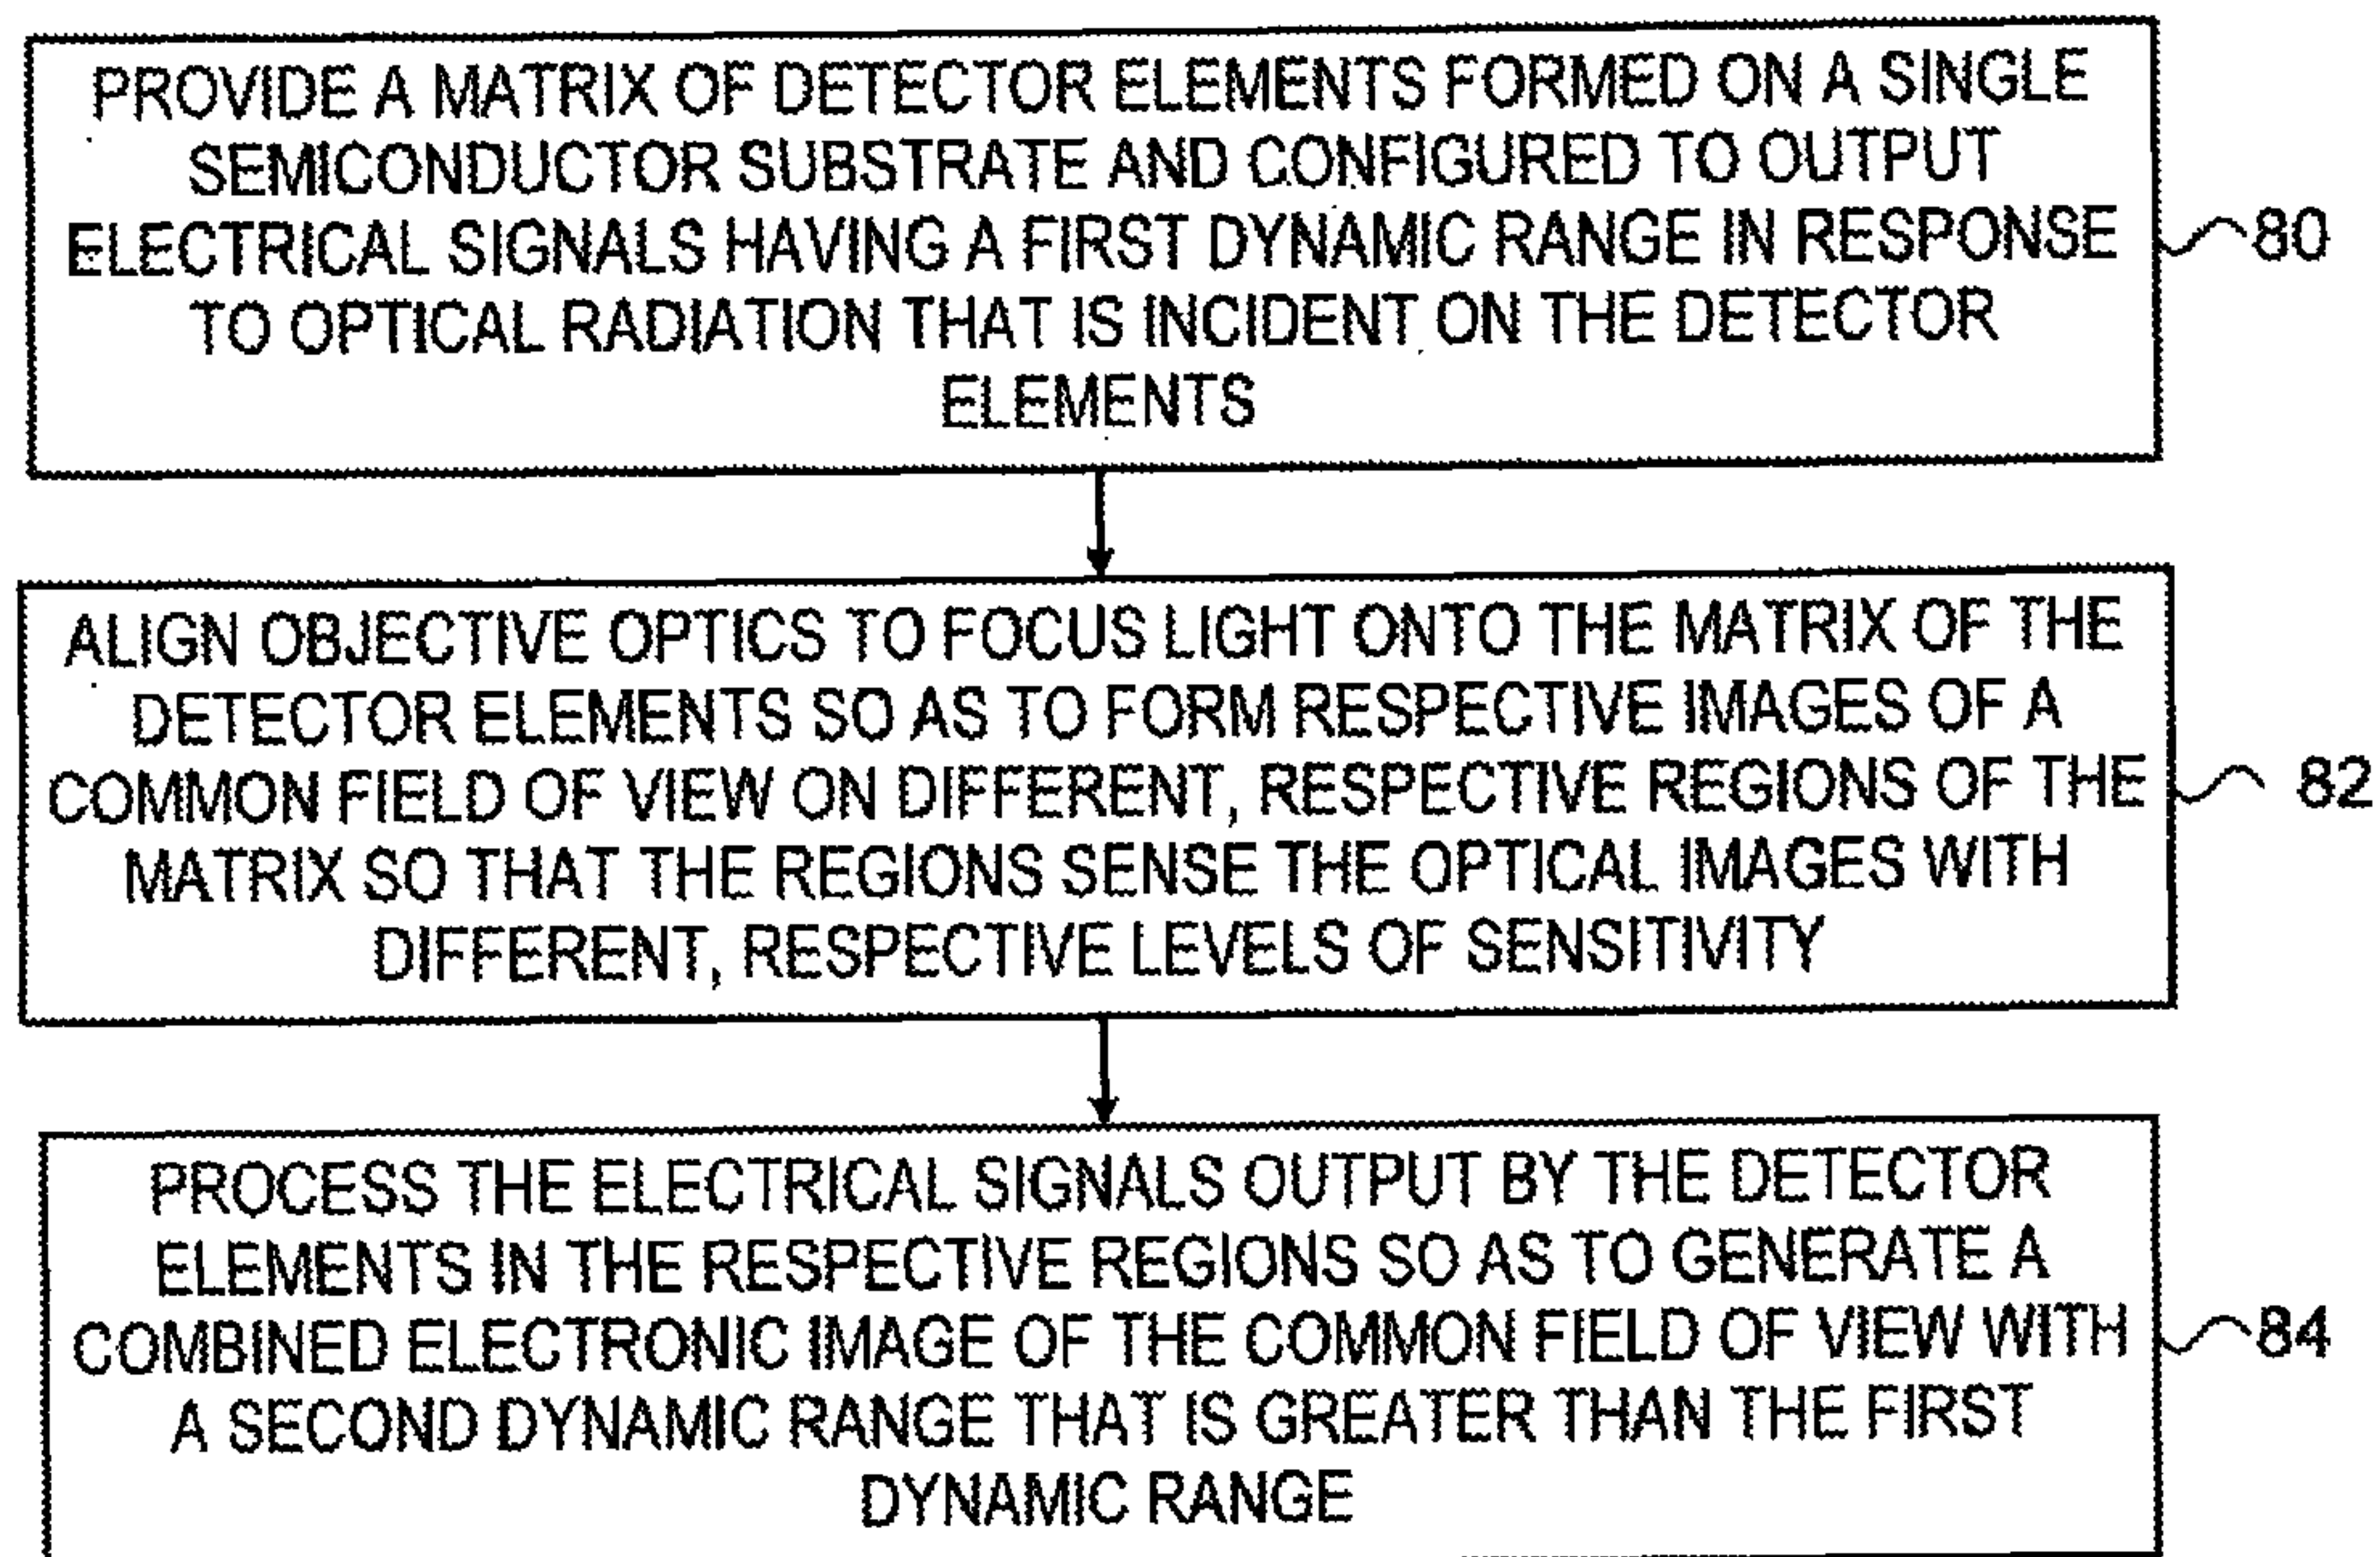 PROVIDE A MATRIX OF DETECTOR ELEMENTS FORMED ON A SINGLE
SEMICONDUCTOR SUBSTRATE AND CONFIGURED TO OUTPUT
ELECTRICAL SIGNALS HAVING A FIRST DYNAMIC RANGE IN RESPONSE
TO OPTICAL RADIATION THAT IS INCIDENT ON THE DETECTOR
ELEMENTS
80
ALIGN OBJECTIVE OPTICS TO FOCUS LIGHT ONTO THE MATRIX OF THE
DETECTOR ELEMENTS SO AS TO FORM RESPECTIVE IMAGES OF A
COMMON FIELD OF VIEW ON DIFFERENT, RESPECTIVE REGIONS OF THE
MATRIX SO THAT THE REGIONS SENSE THE OPTICAL IMAGES WITH
DIFFERENT, RESPECTIVE LEVELS OF SENSITIVITY
82
PROCESS THE ELECTRICAL SIGNALS OUTPUT BY THE DETECTOR
ELEMENTS IN THE RESPECTIVE REGIONS SO AS TO GENERATE A
COMBINED ELECTRONIC IMAGE OF THE COMMON FIELD OF VIEW WITH
A SECOND DYNAMIC RANGE THAT IS GREATER THAN THE FIRST
DYNAMIC RANGE
84